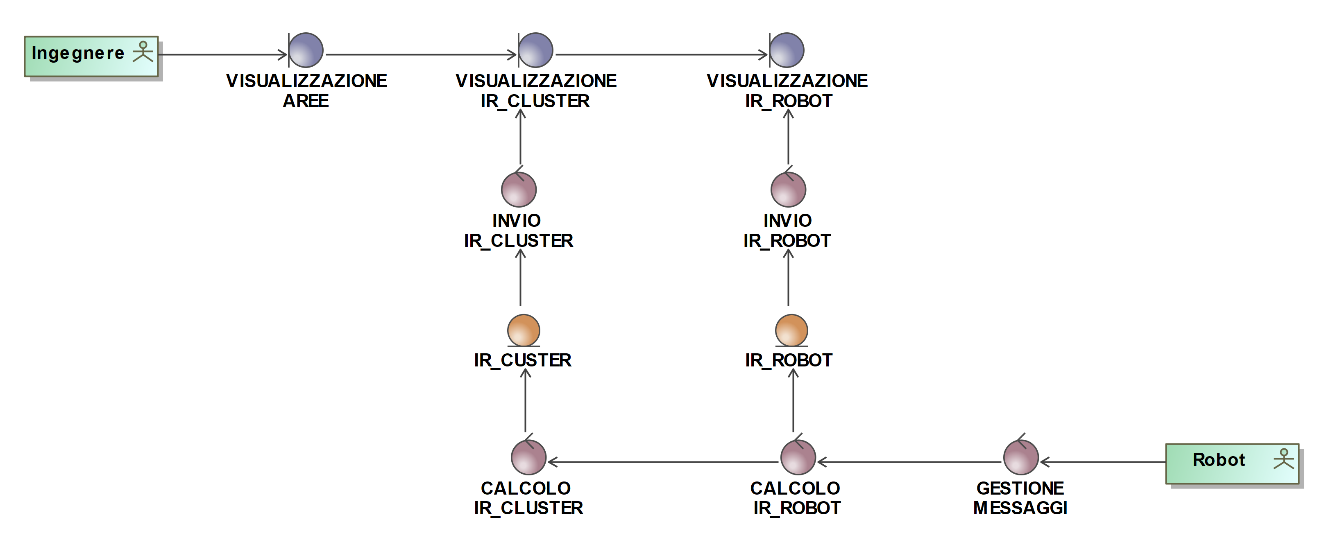 Ingegnere
VISUALIZZAZIONE
AREE
VISUALIZZAZIONE
IR_CLUSTER
VISUALIZZAZIONE
IR_ROBOT
INVIO
IR_CLUSTER
INVIO
IR_ROBOT
IR_CUSTER
IR_ROBOT
CALCOLO
IR_CLUSTER
CALCOLO
IR_ROBOT
GESTIONE
MESSAGGI
Robot